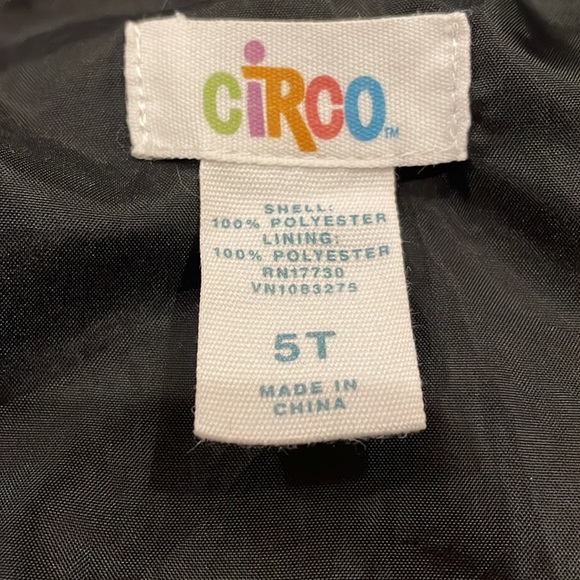 CiRCO™
SHELL:
100% POLYESTER
LINING:
100% POLYESTER
RN17730
VN1083275
5T
MADE IN
CHINA